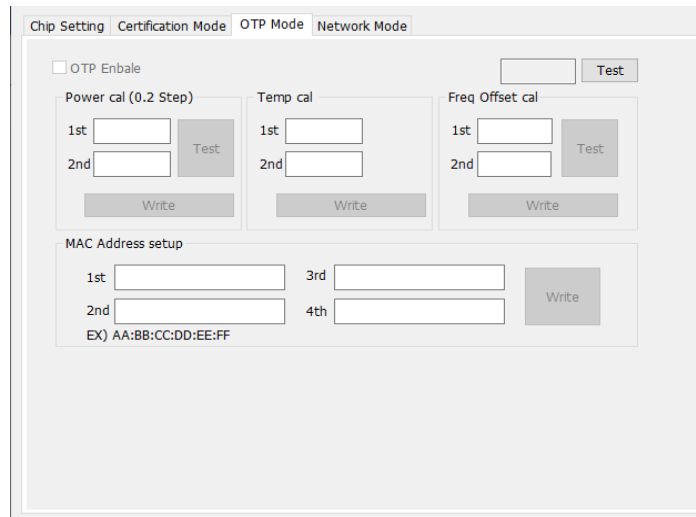 Chip Setting Certification Mode OTP Mode Network Mode
OTP Enbale Test
Power cal (0.2 Step) Temp cal Freq Offset cal
1st 1st 1st
Test Test
2nd 2nd 2nd
Write Write Write
MAC Address setup
1st 3rd
Write
2nd 4th
EX) AA:BB:CC:DD:EE:FF